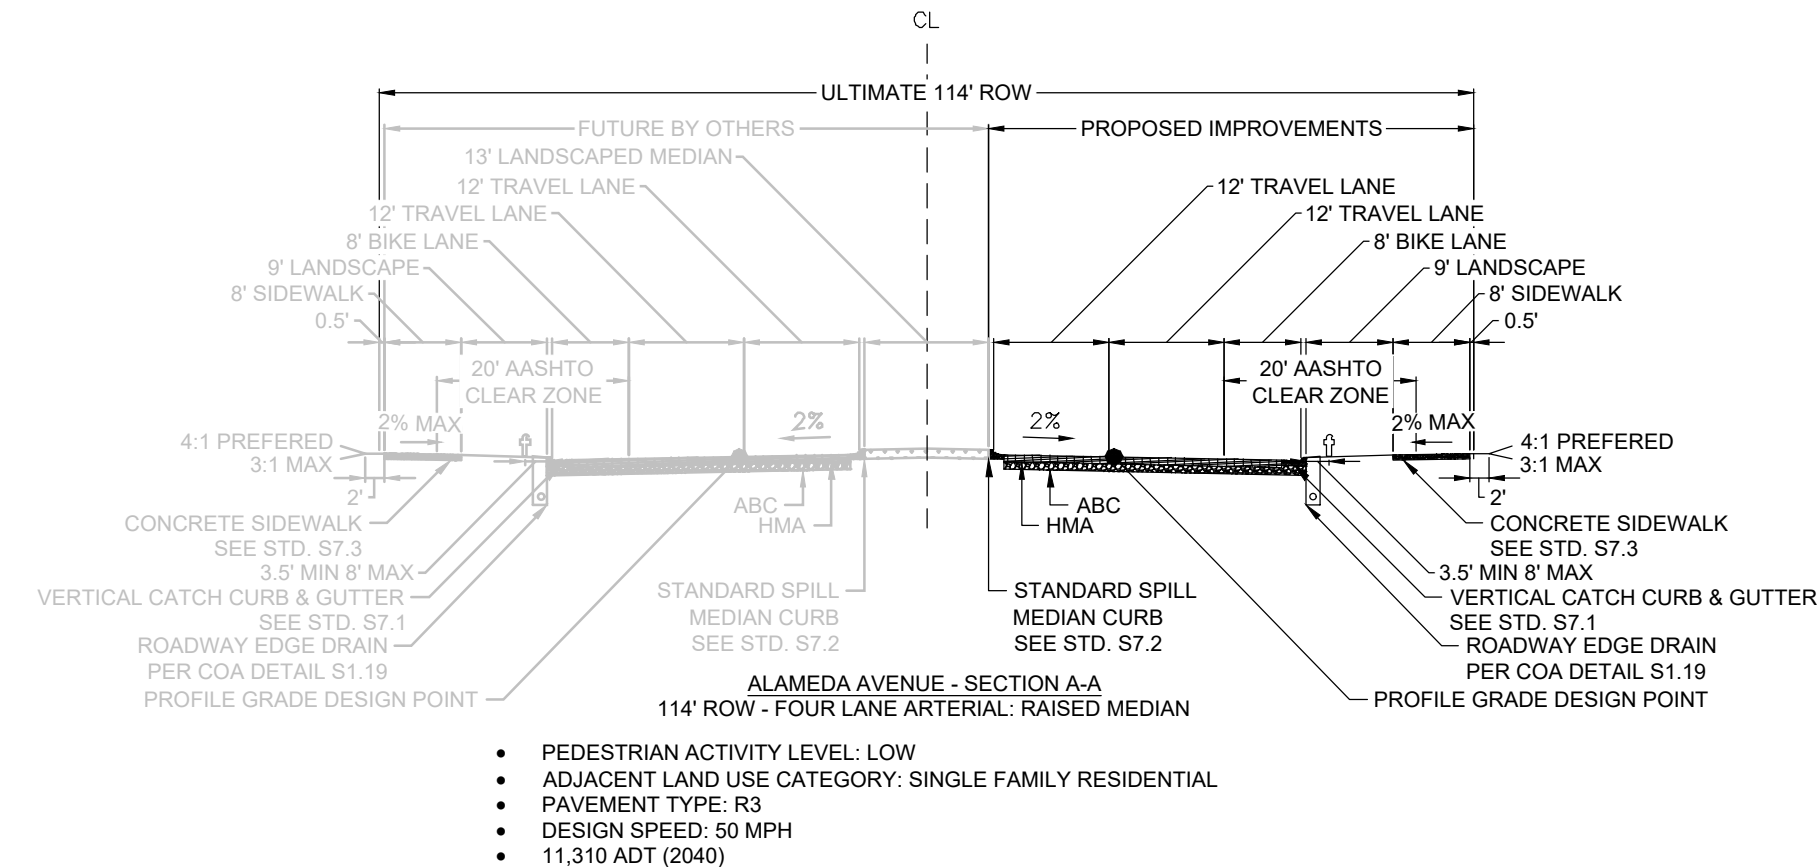 CL
ULTIMATE 114' ROW
FUTURE BY OTHERS
PROPOSED IMPROVEMENTS
13' LANDSCAPED MEDIAN
12' TRAVEL LANE
12' TRAVEL LANE
8' BIKE LANE
9' LANDSCAPE
8' SIDEWALK
0.5'
12' TRAVEL LANE
12' TRAVEL LANE
8' BIKE LANE
9' LANDSCAPE
8' SIDEWALK
0.5'
20' AASHTO
CLEAR ZONE
20' AASHTO
CLEAR ZONE
2% MAX
2%
2%
2% MAX
4:1 PREFERED
3:1 MAX
2'
4:1 PREFERED
3:1 MAX
2'
ABC
HMA
ABC
HMA
CONCRETE SIDEWALK
SEE STD. S7.3
3.5' MIN 8' MAX
VERTICAL CATCH CURB & GUTTER
SEE STD. S7.1
ROADWAY EDGE DRAIN
PER COA DETAIL S1.19
PROFILE GRADE DESIGN POINT
STANDARD SPILL
MEDIAN CURB
SEE STD. S7.2
STANDARD SPILL
MEDIAN CURB
SEE STD. S7.2
CONCRETE SIDEWALK
SEE STD. S7.3
3.5' MIN 8' MAX
VERTICAL CATCH CURB & GUTTER
SEE STD. S7.1
ROADWAY EDGE DRAIN
PER COA DETAIL S1.19
PROFILE GRADE DESIGN POINT
ALAMEDA AVENUE - SECTION A-A
114' ROW - FOUR LANE ARTERIAL: RAISED MEDIAN
• PEDESTRIAN ACTIVITY LEVEL: LOW
• ADJACENT LAND USE CATEGORY: SINGLE FAMILY RESIDENTIAL
• PAVEMENT TYPE: R3
• DESIGN SPEED: 50 MPH
• 11,310 ADT (2040)